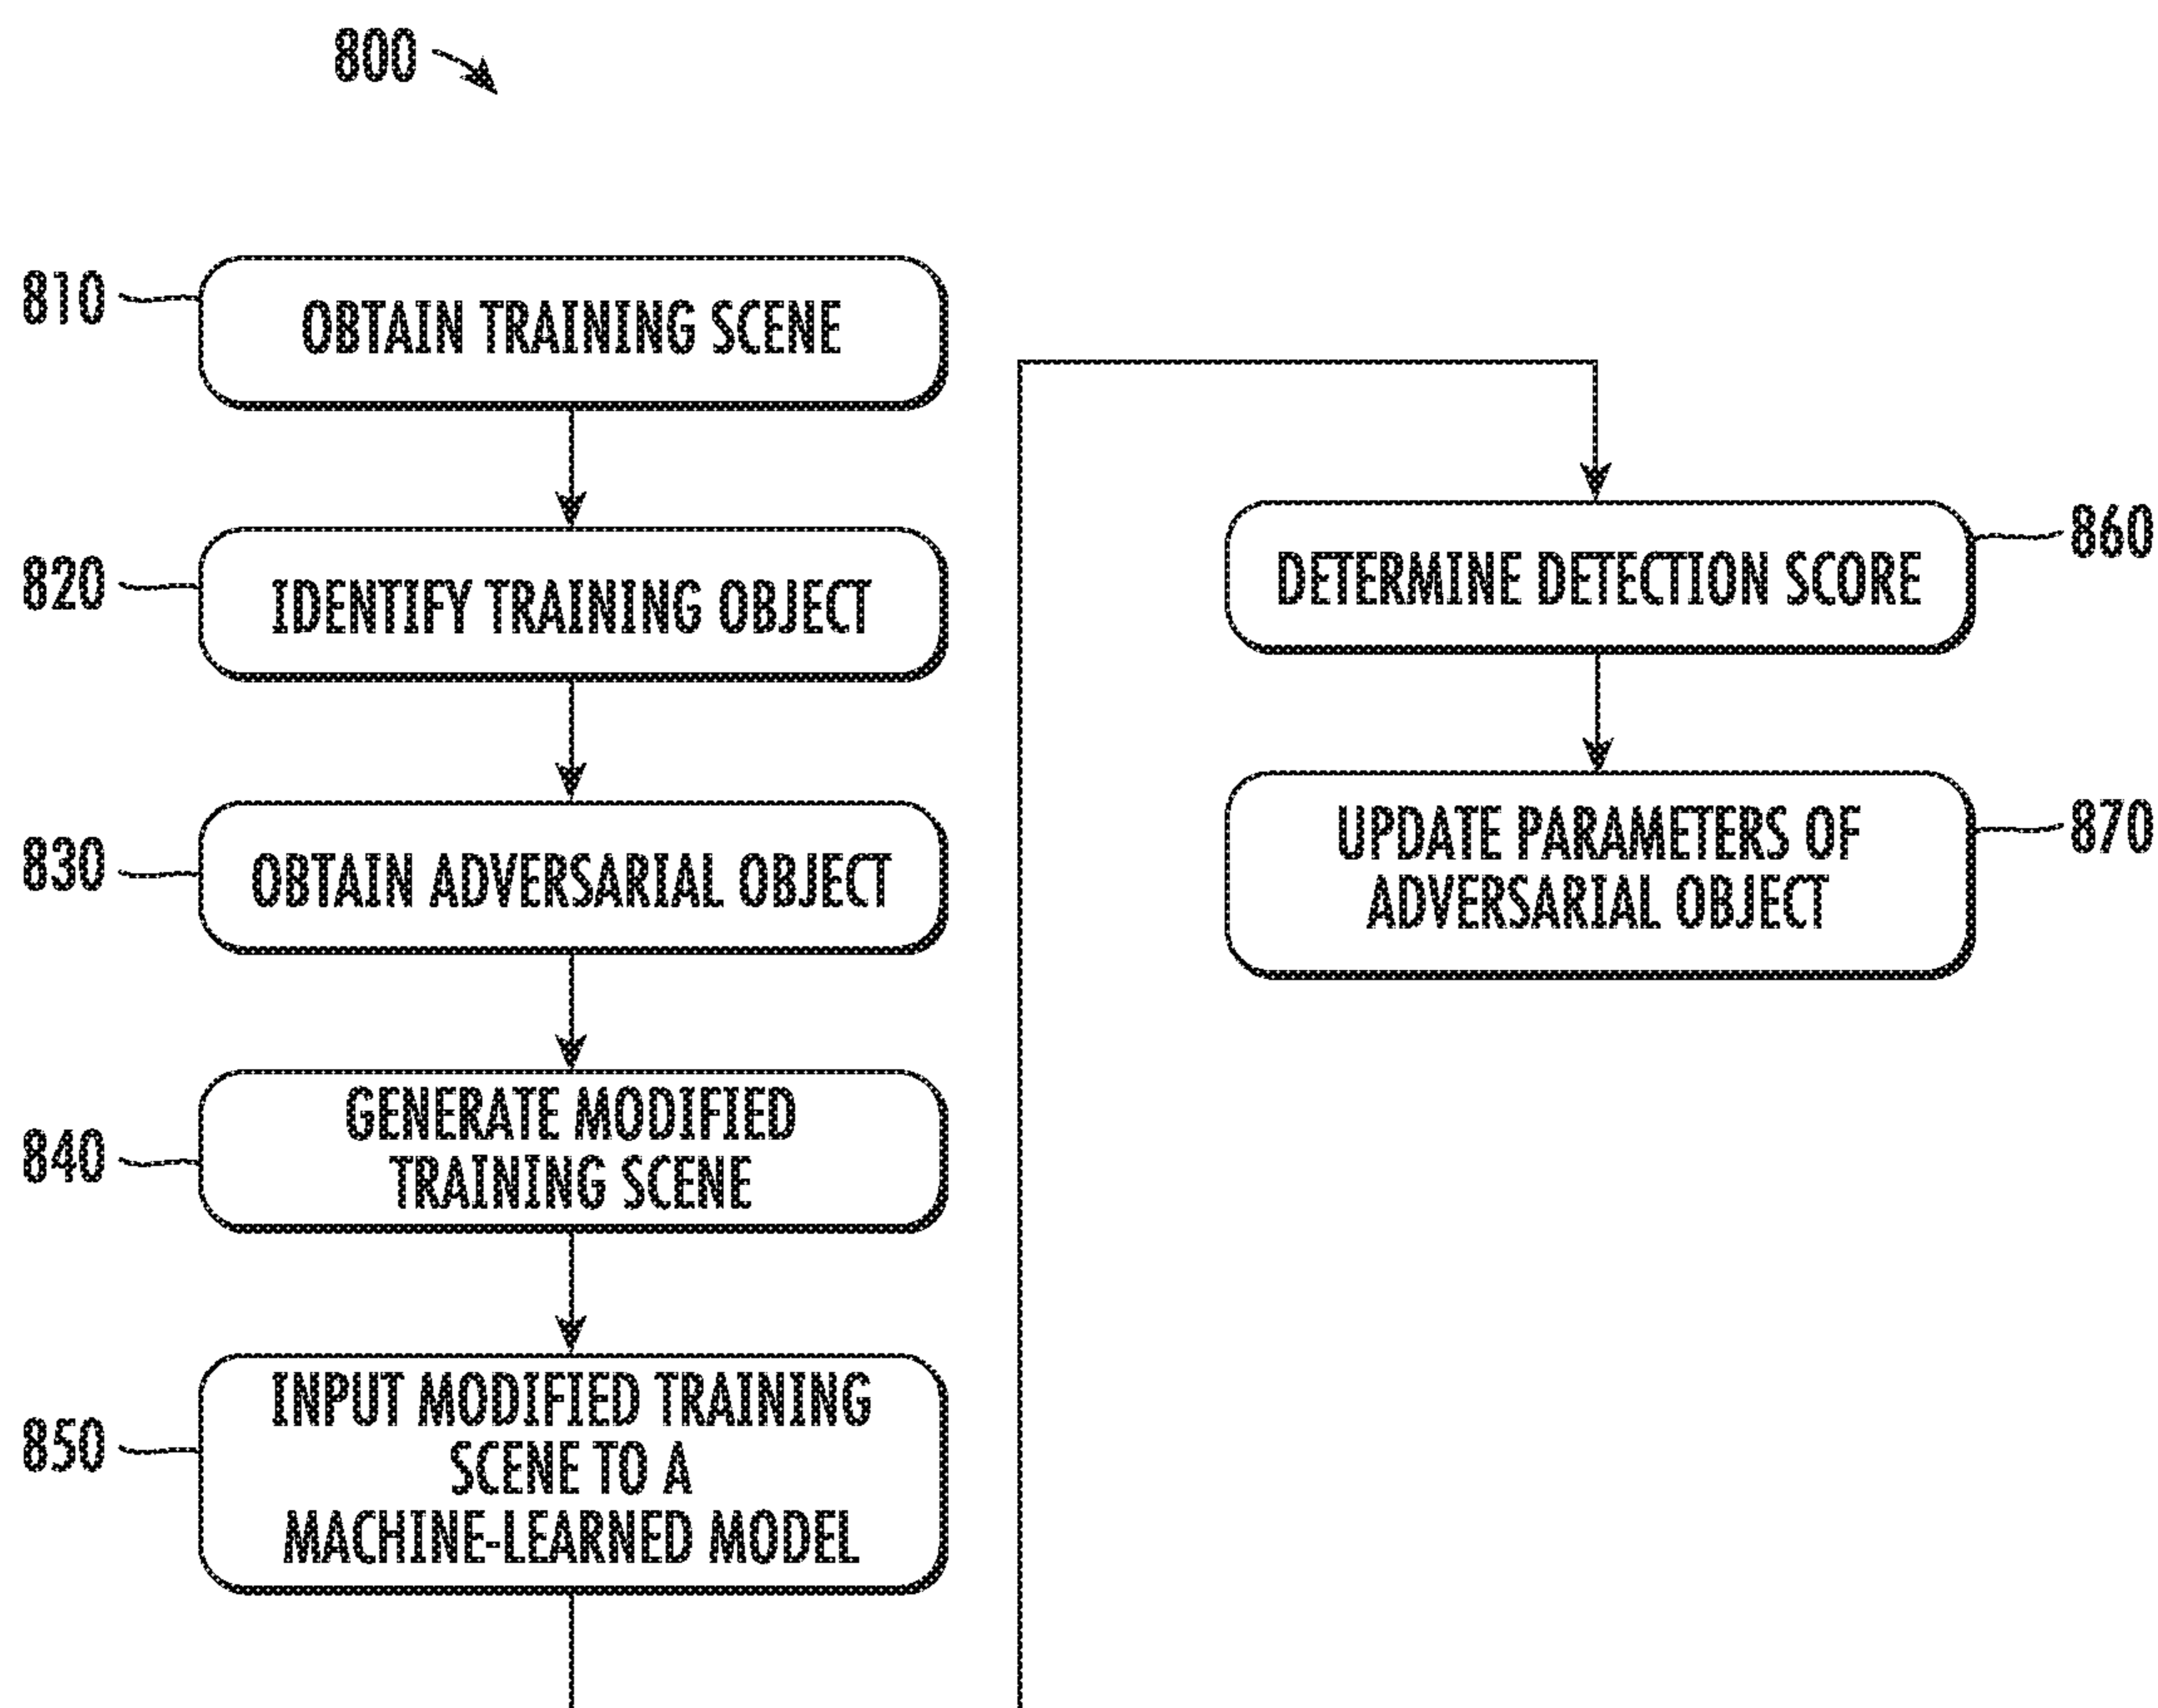 800
810
OBTAIN TRAINING SCENE
820
IDENTIFY TRAINING OBJECT
830
OBTAIN ADVERSARIAL OBJECT
840
GENERATE MODIFIED
TRAINING SCENE
850
INPUT MODIFIED TRAINING
SCENE TO A
MACHINE-LEARNED MODEL
860
DETERMINE DETECTION SCORE
870
UPDATE PARAMETERS OF
ADVERSARIAL OBJECT